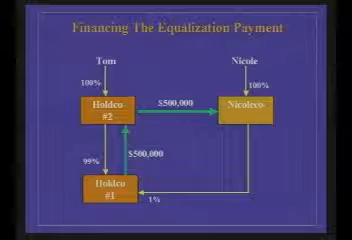 Financing The Equalization Payment
Tom
Nicole
100%
100%
Holdco
#2
$500,000
Nicoleco
99%
$500,000
Holdco
#1
1%